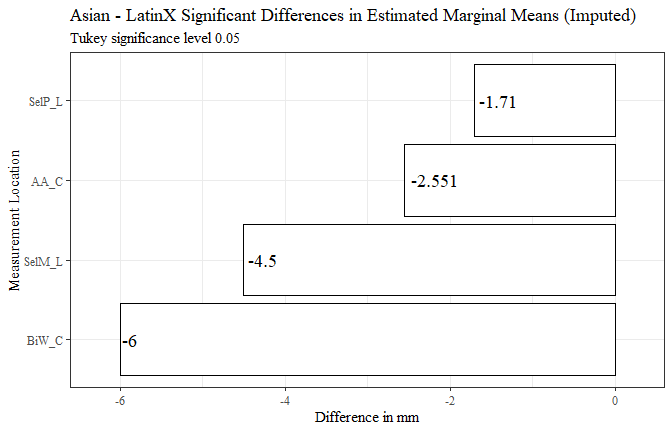 Asian - LatinX Significant Differences in Estimated Marginal Means (Imputed)
Tukey significance level 0.05
SelP_L
-1.71
AA_C
-2.551
SelM_L
-4.5
BiW_C
-6
Measurement Location
-6 -4 -2 0
Difference in mm